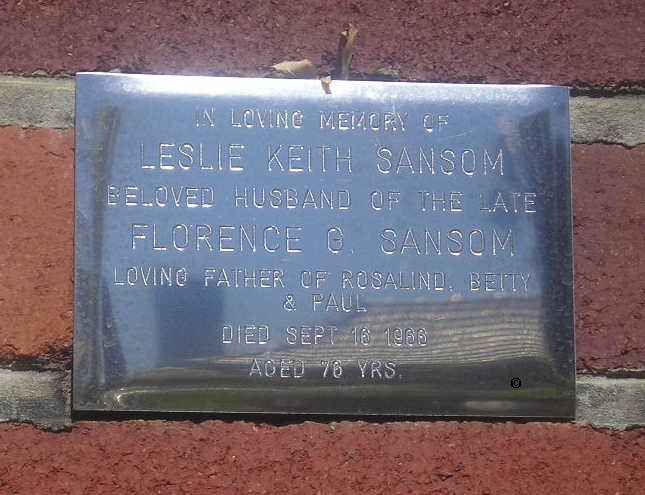 IN LOVING MEMORY OF
LESLIE KEITH SANSOM
BELOVED HUSBAND OF THE LATE
FLORENCE G. SANSOM
LOVING FATHER OF ROSALIND, BETTY
& PAUL
DIED SEPT 16 1966
AGED 76 YRS.
©